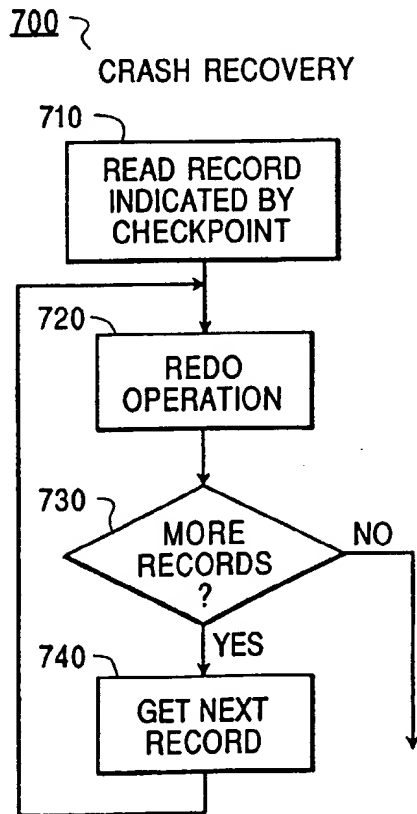 700
CRASH RECOVERY
710
READ RECORD
INDICATED BY
CHECKPOINT
720
REDO
OPERATION
730
MORE
RECORDS
?
NO
YES
740
GET NEXT
RECORD